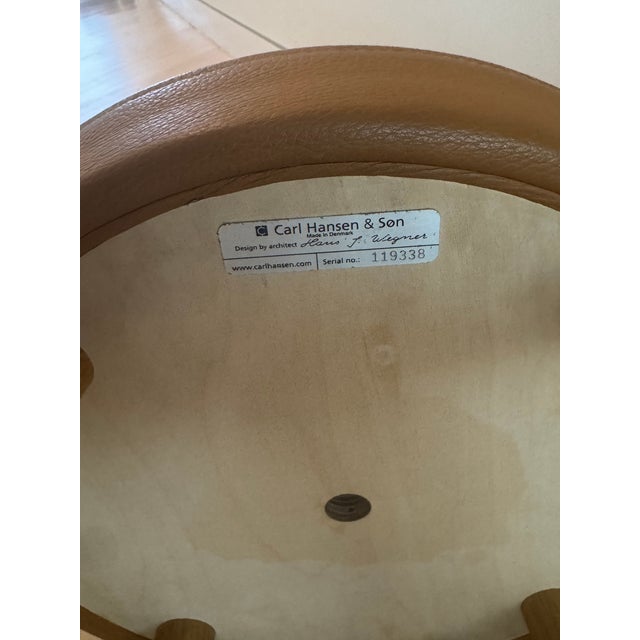 Carl Hansen & Søn
Made in Denmark
Design by architect Hans J. Wegner
www.carlhansen.com Serial no.: 119338